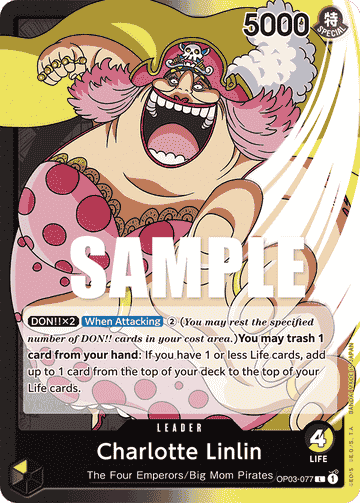 5000 特
SPECIAL
SAMPLE
DON!!×2 When Attacking ② (You may rest the specified
number of DON!! cards in your cost area.) You may trash 1
card from your hand: If you have 1 or less Life cards, add
up to 1 card from the top of your deck to the top of your
Life cards.
LEADER
Charlotte Linlin
4
LIFE
The Four Emperors/Big Mom Pirates
OP03-077 L 1